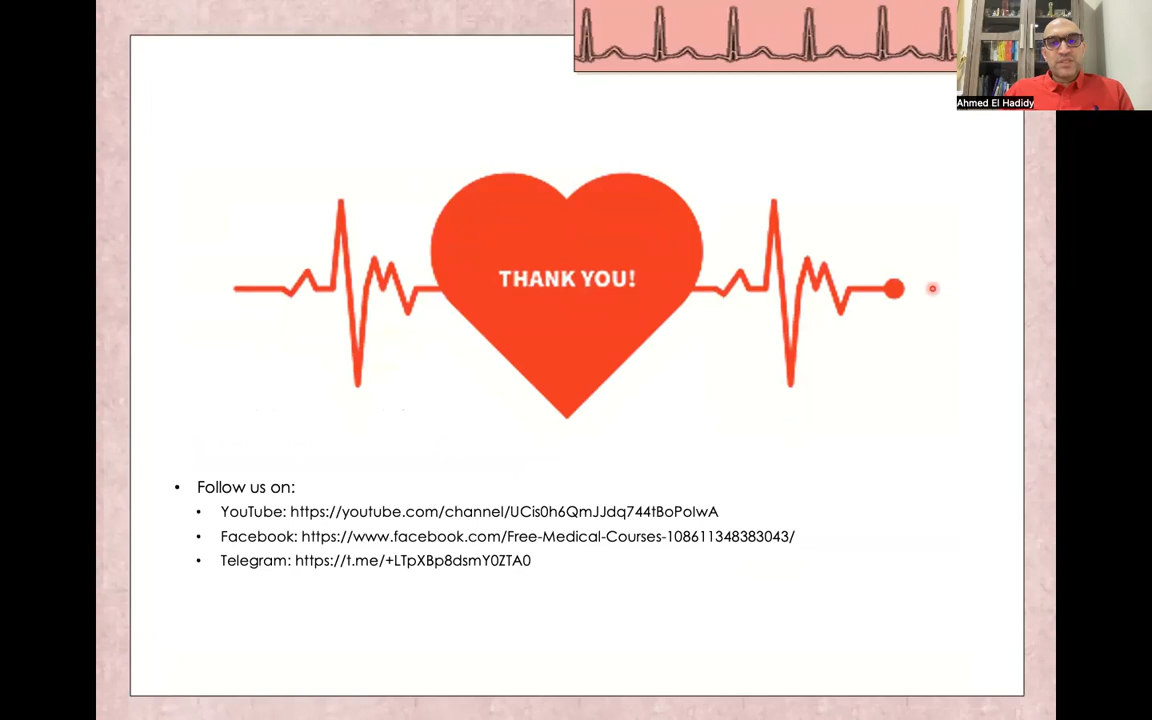 Ahmed El Hadidy
THANK YOU!
• Follow us on:
• YouTube: https://youtube.com/channel/UCis0h6QmJJdq744tBoPolwA
• Facebook: https://www.facebook.com/Free-Medical-Courses-108611348383043/
• Telegram: https://t.me/+LTpXBp8dsmY0ZTA0